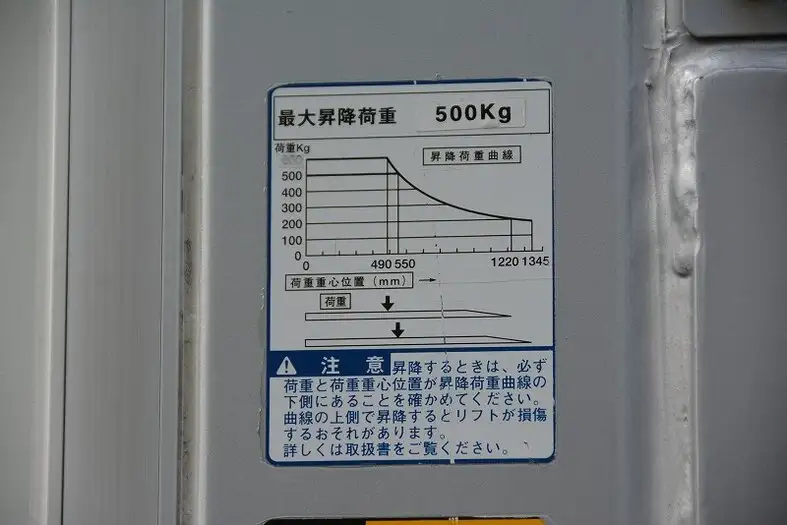 最大昇降荷重 500Kg
荷重Kg
昇降荷重曲線
500
400
300
200
100
0
0 490 550 1220 1345
荷重重心位置(mm)→
荷重
注意 昇降するときは、必ず
荷重と荷重重心位置が昇降荷重曲線の
下側にあることを確かめてください。
曲線の上側で昇降するとリフトが損傷
するおそれがあります。
詳しくは取扱書をご覧ください。